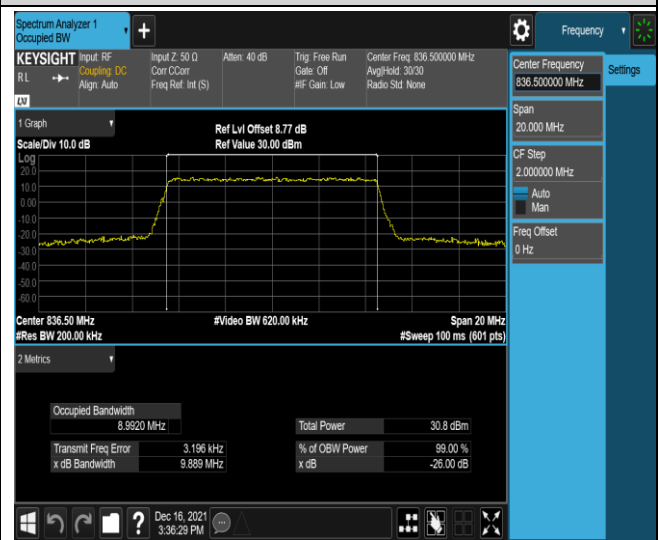 Spectrum Analyzer 1
Occupied BW
+
Frequency
KEYSIGHT Input: RF Input Z: 50 Ω Atten: 40 dB Trig: Free Run Center Freq: 836.500000 MHz
RL Coupling: DC Corr CCorr Gate: Off Avg|Hold: 30/30
Align: Auto Freq Ref: Int (S) #IF Gain: Low Radio Std: None
LXI
Center Frequency
836.500000 MHz
Settings
Span
20.000 MHz
CF Step
2.000000 MHz
Auto
Man
Freq Offset
0 Hz
1 Graph
Ref Lvl Offset 8.77 dB
Scale/Div 10.0 dB Ref Value 30.00 dBm
Log
20.0
10.0
0.00
-10.0
-20.0
-30.0
-40.0
-50.0
-60.0
Center 836.50 MHz #Video BW 620.00 kHz Span 20 MHz
#Res BW 200.00 kHz #Sweep 100 ms (601 pts)
2 Metrics
Occupied Bandwidth
8.9920 MHz Total Power 30.8 dBm
Transmit Freq Error 3.196 kHz % of OBW Power 99.00 %
x dB Bandwidth 9.889 MHz x dB -26.00 dB
? Dec 16, 2021
3:36:29 PM